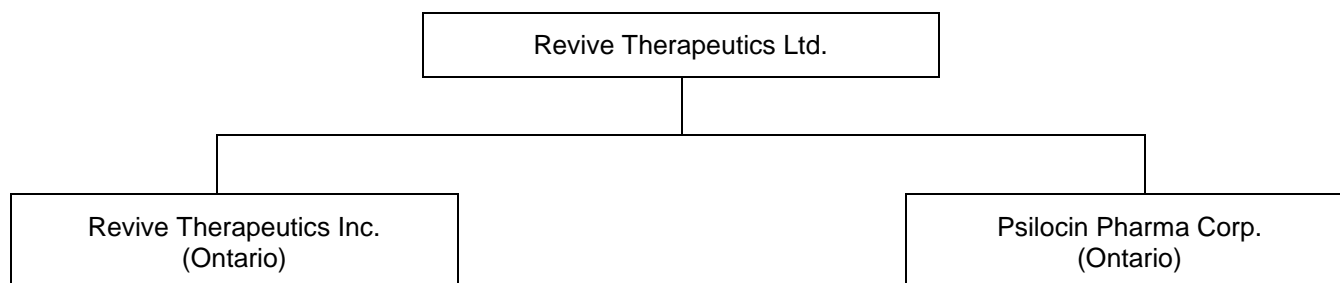 Revive Therapeutics Ltd.
Revive Therapeutics Inc.
(Ontario)
Psilocin Pharma Corp.
(Ontario)